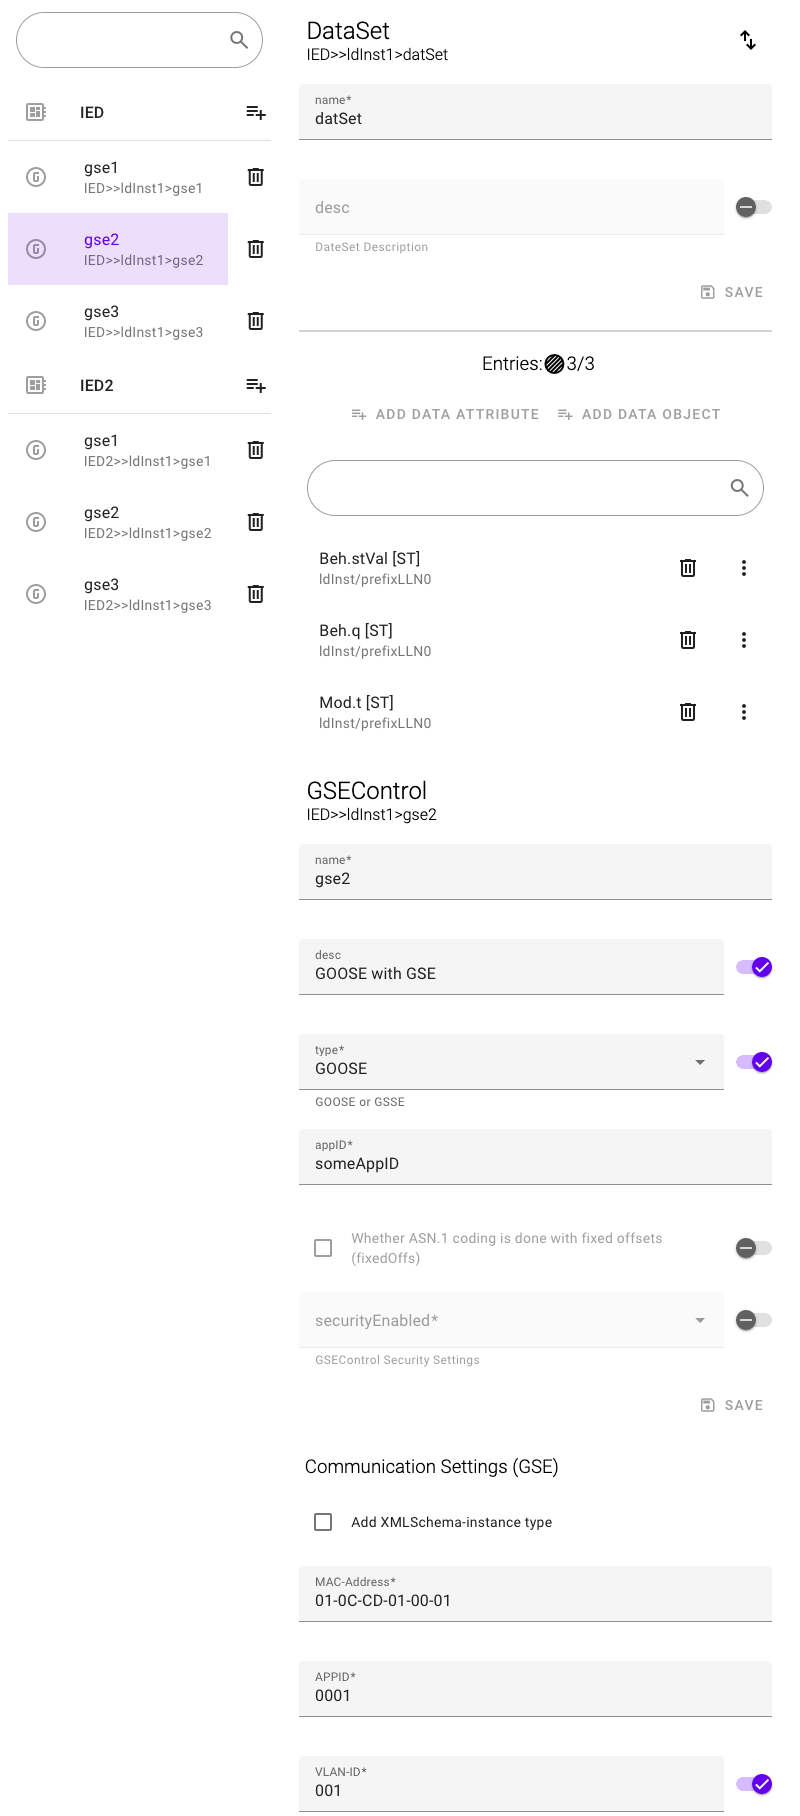 IED
gse1
IED>>ldInst1>gse1
gse2
IED>>ldInst1>gse2
gse3
IED>>ldInst1>gse3
IED2
gse1
IED2>>ldInst1>gse1
gse2
IED2>>ldInst1>gse2
gse3
IED2>>ldInst1>gse3
DataSet
IED>>ldInst1>datSet
name*
datSet
desc
DateSet Description
SAVE
Entries: 3/3
ADD DATA ATTRIBUTE ADD DATA OBJECT
Beh.stVal [ST]
ldInst/prefixLLN0
Beh.q [ST]
ldInst/prefixLLN0
Mod.t [ST]
ldInst/prefixLLN0
GSEControl
IED>>ldInst1>gse2
name*
gse2
desc
GOOSE with GSE
type*
GOOSE
GOOSE or GSSE
appID*
someAppID
Whether ASN.1 coding is done with fixed offsets
(fixedOffs)
securityEnabled*
GSEControl Security Settings
SAVE
Communication Settings (GSE)
Add XMLSchema-instance type
MAC-Address*
01-0C-CD-01-00-01
APPID*
0001
VLAN-ID*
001